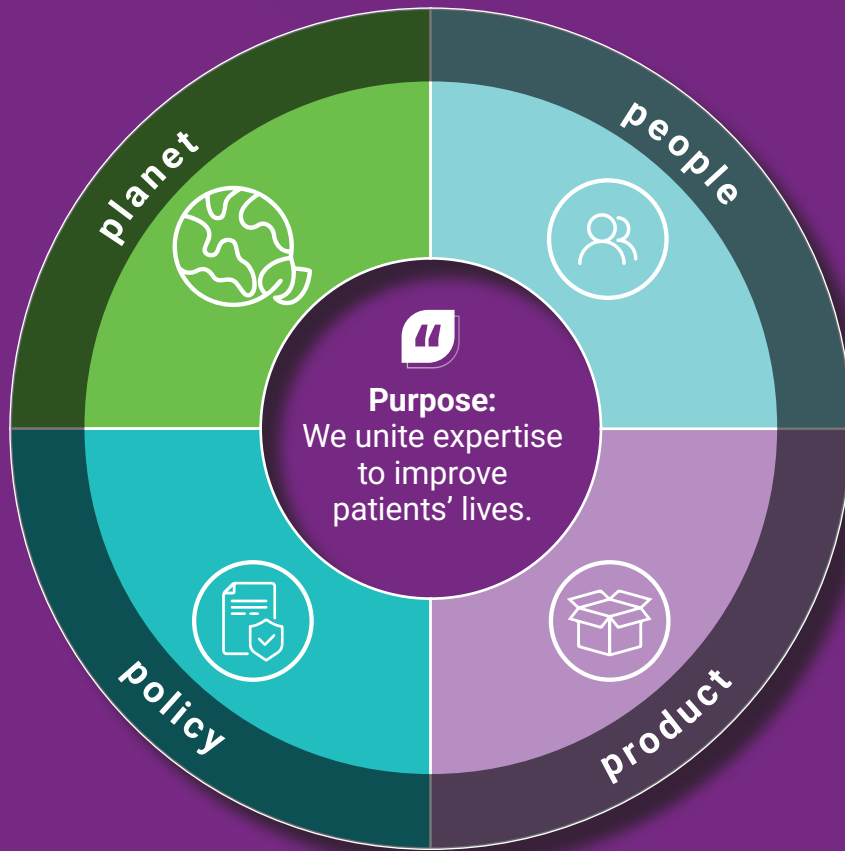 planet
people
“
Purpose:
We unite expertise
to improve
patients’ lives.
policy
product